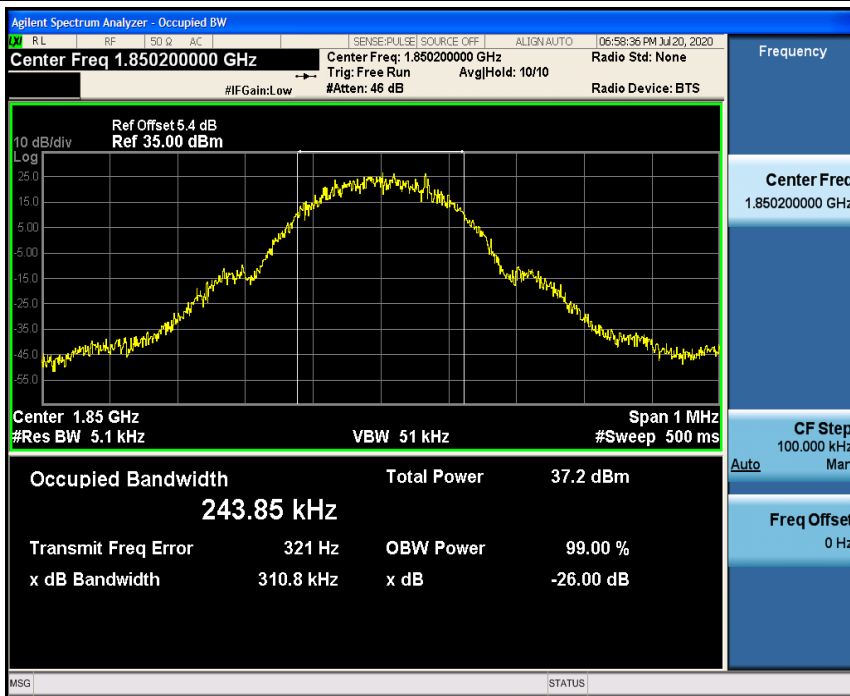 Agilent Spectrum Analyzer - Occupied BW
LXI RL RF 50 Ω AC SENSE:PULSE SOURCE OFF ALIGN AUTO 06:58:36 PM Jul 20, 2020
Center Freq 1.850200000 GHz
Center Freq: 1.850200000 GHz Radio Std: None
Trig: Free Run Avg|Hold: 10/10
#IFGain:Low #Atten: 46 dB Radio Device: BTS
Ref Offset 5.4 dB
10 dB/div Ref 35.00 dBm
Log
25.0
15.0
5.00
-5.00
-15.0
-25.0
-35.0
-45.0
-55.0
Center 1.85 GHz Span 1 MHz
#Res BW 5.1 kHz VBW 51 kHz #Sweep 500 ms
Occupied Bandwidth Total Power 37.2 dBm
243.85 kHz
Transmit Freq Error 321 Hz OBW Power 99.00 %
x dB Bandwidth 310.8 kHz x dB -26.00 dB
MSG STATUS
Frequency
Center Freq
1.850200000 GHz
CF Step
100.000 kHz
Auto Man
Freq Offset
0 Hz